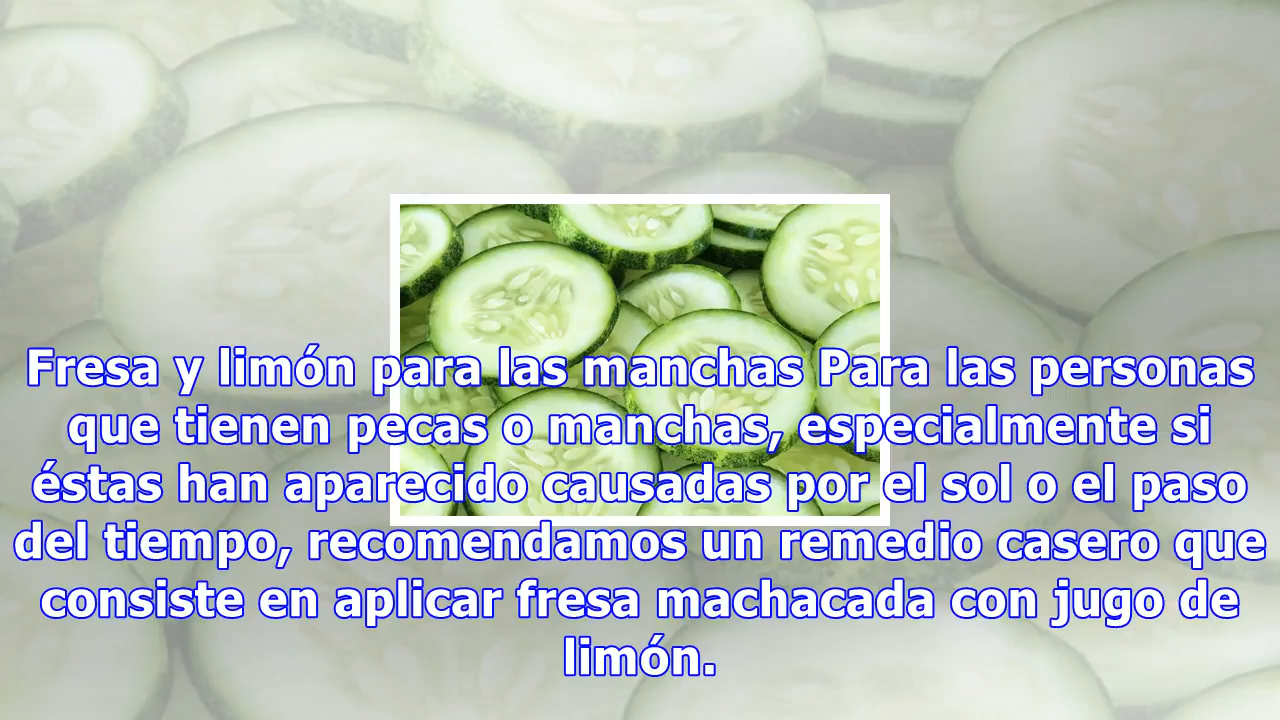 Fresa y limón para las manchas Para las personas
que tienen pecas o manchas, especialmente si
éstas han aparecido causadas por el sol o el paso
del tiempo, recomendamos un remedio casero que
consiste en aplicar fresa machacada con jugo de
limón.